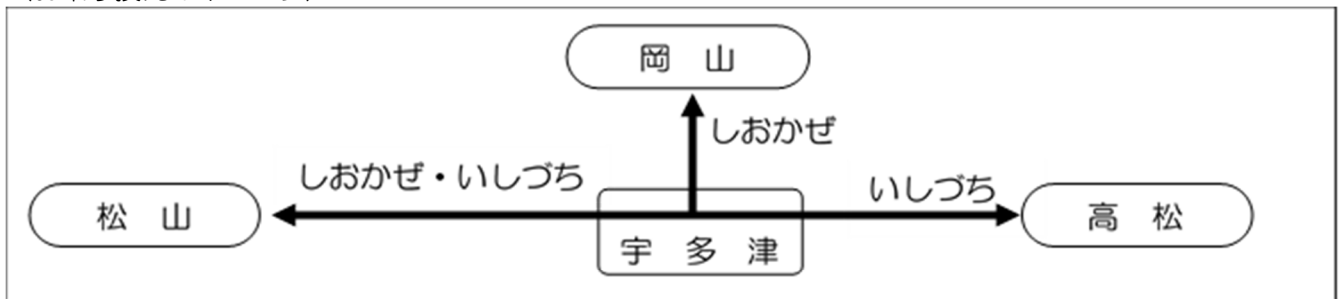 岡 山
しおかぜ
しおかぜ・いしづち
いしづち
松 山
高 松
宇 多 津